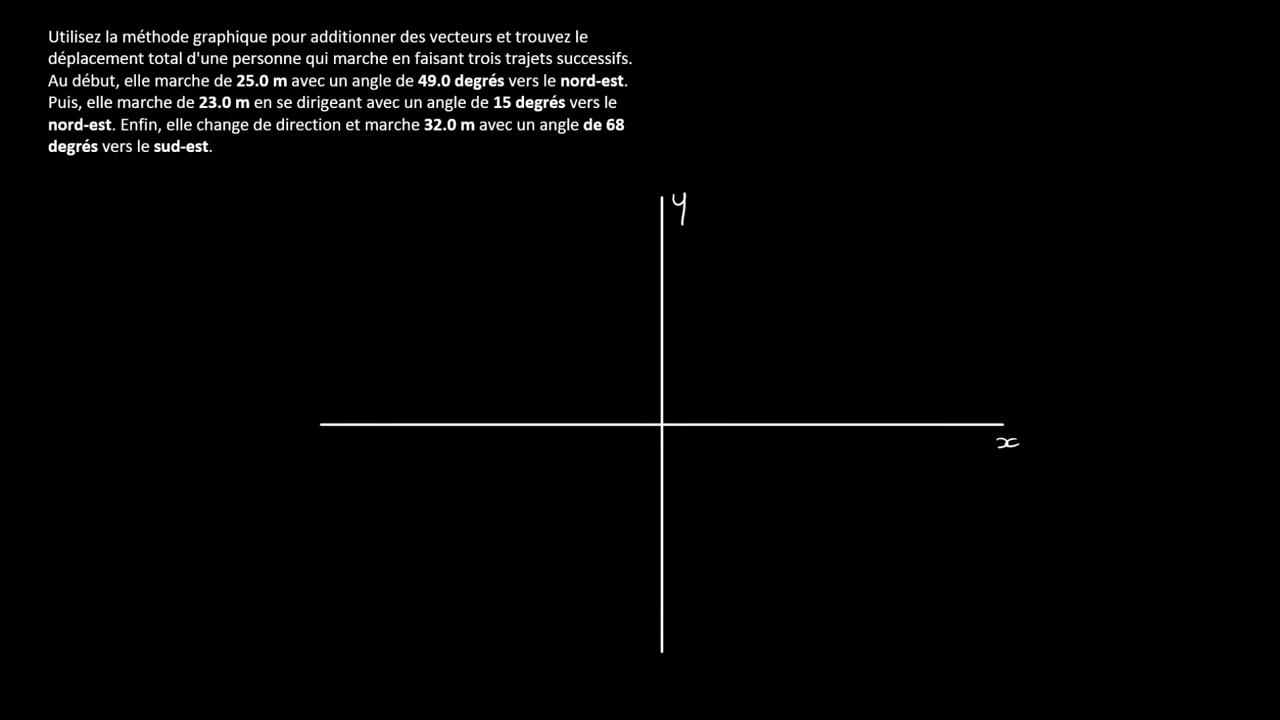 Utilisez la méthode graphique pour additionner des vecteurs et trouvez le
déplacement total d'une personne qui marche en faisant trois trajets successifs.
Au début, elle marche de 25.0 m avec un angle de 49.0 degrés vers le nord-est.
Puis, elle marche de 23.0 m en se dirigeant avec un angle de 15 degrés vers le
nord-est. Enfin, elle change de direction et marche 32.0 m avec un angle de 68
degrés vers le sud-est.
y
x